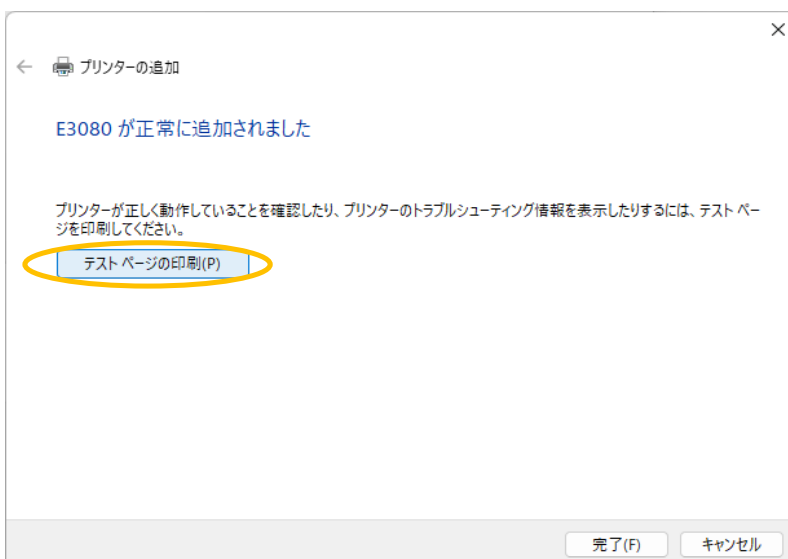 プリンターの追加
E3080 が正常に追加されました
プリンターが正しく動作していることを確認したり、プリンターのトラブルシューティング情報を表示したりするには、テスト ペー
ジを印刷してください。
テスト ページの印刷(P)
完了(F)
キャンセル